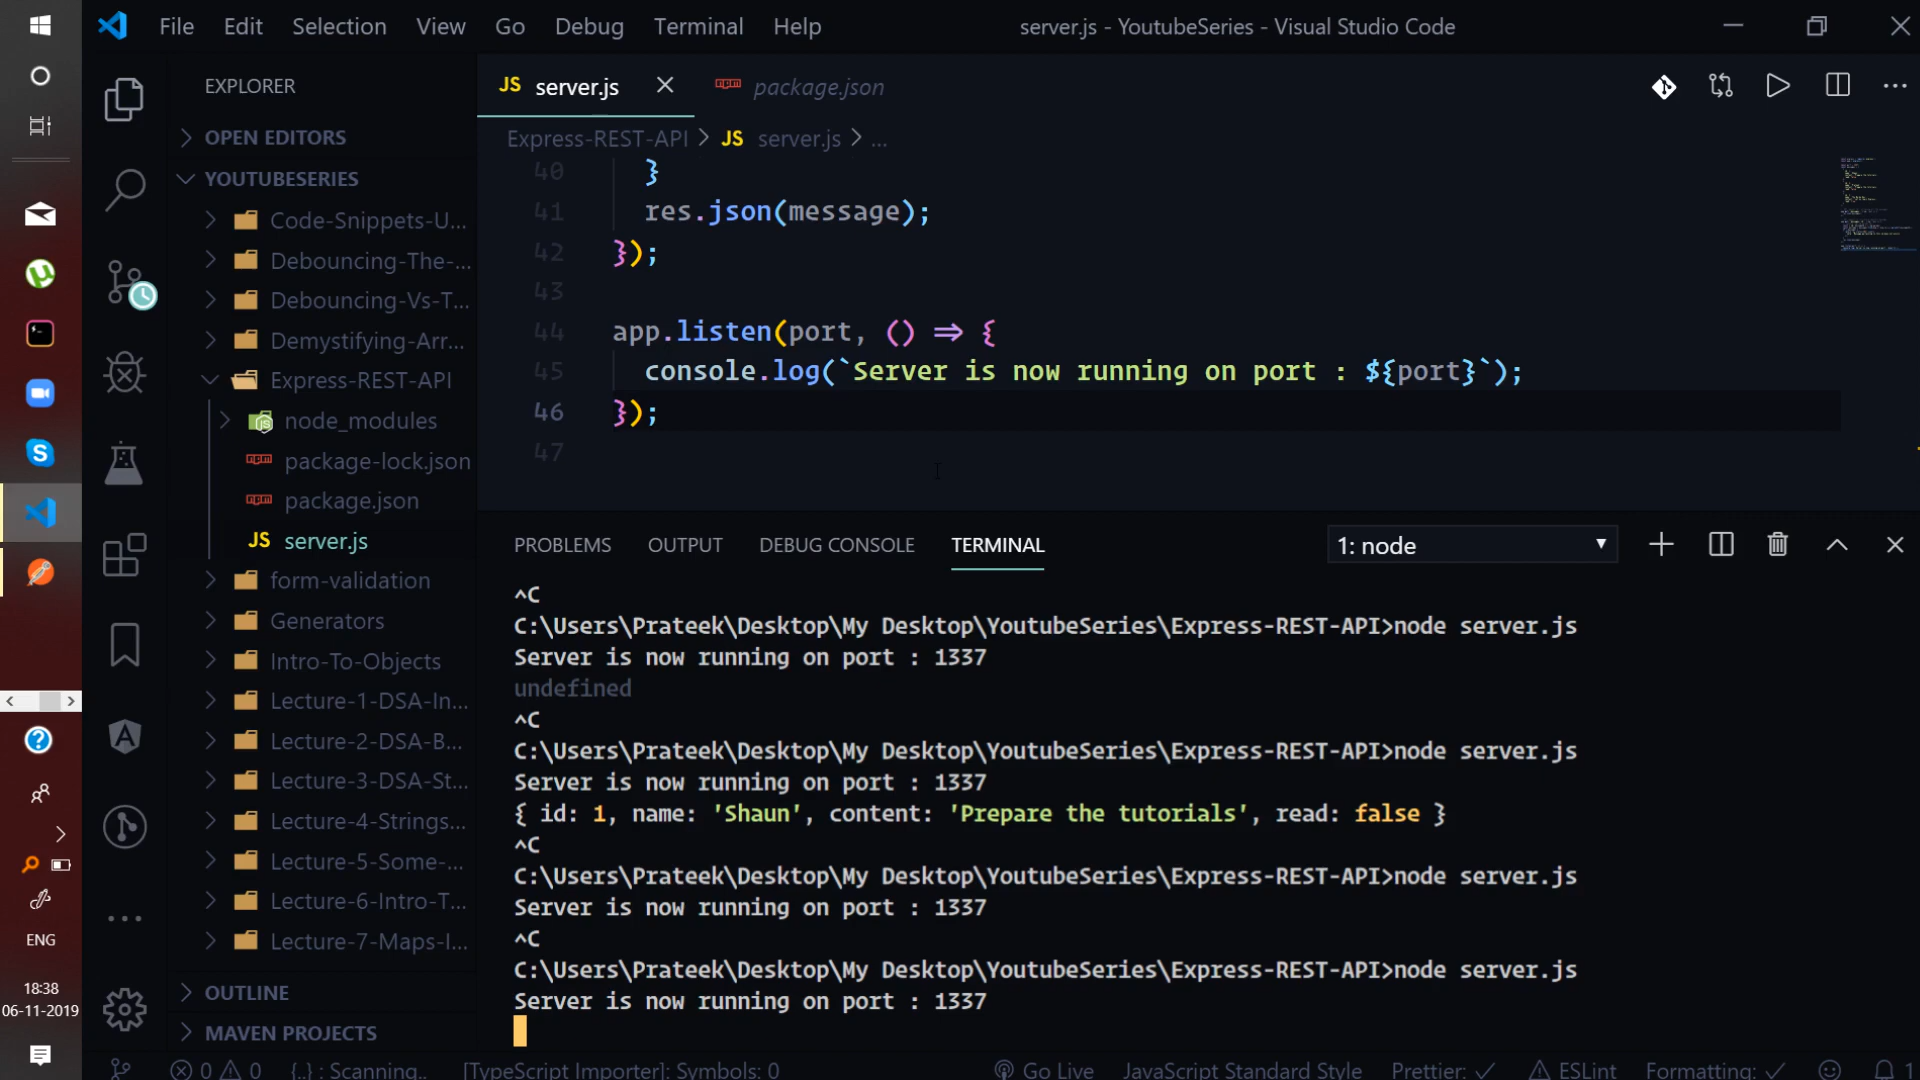 File Edit Selection View Go Debug Terminal Help
server.js - YoutubeSeries - Visual Studio Code
EXPLORER
OPEN EDITORS
YOUTUBESERIES
Code-Snippets-U...
Debouncing-The-...
Debouncing-Vs-T...
Demystifying-Arr...
Express-REST-API
node_modules
package-lock.json
package.json
JS server.js
form-validation
Generators
Intro-To-Objects
Lecture-1-DSA-In...
Lecture-2-DSA-B...
Lecture-3-DSA-St...
Lecture-4-Strings...
Lecture-5-Some-...
Lecture-6-Intro-T...
Lecture-7-Maps-I...
OUTLINE
MAVEN PROJECTS
JS server.js
package.json
Express-REST-API > JS server.js > ...
40 }
41 res.json(message);
42 });
43
44 app.listen(port, () => {
45 console.log(`Server is now running on port : ${port}`);
46 });
47
PROBLEMS OUTPUT DEBUG CONSOLE TERMINAL
1: node
^C
C:\Users\Prateek\Desktop\My Desktop\YoutubeSeries\Express-REST-API>node server.js
Server is now running on port : 1337
undefined
^C
C:\Users\Prateek\Desktop\My Desktop\YoutubeSeries\Express-REST-API>node server.js
Server is now running on port : 1337
{ id: 1, name: 'Shaun', content: 'Prepare the tutorials', read: false }
^C
C:\Users\Prateek\Desktop\My Desktop\YoutubeSeries\Express-REST-API>node server.js
Server is now running on port : 1337
^C
C:\Users\Prateek\Desktop\My Desktop\YoutubeSeries\Express-REST-API>node server.js
Server is now running on port : 1337
ENG
18:38
06-11-2019
0 0 {..} : Scanning.. [TypeScript Importer]: Symbols: 0 Go Live JavaScript Standard Style Prettier: ✓ ESLint Formatting: ✓ 1